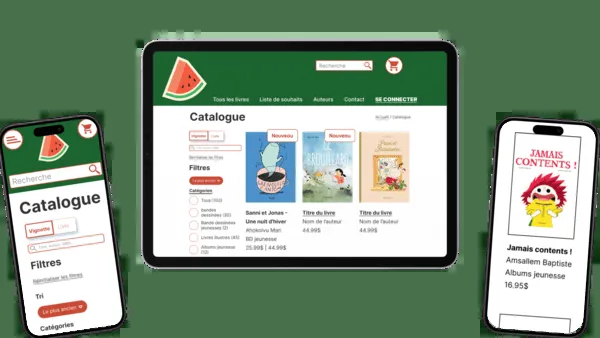 Recherche
Tous les livres
Liste de souhaits
Auteurs
Contact
SE CONNECTER
Catalogue
Accueil / Catalogue
Vignette
Liste
Réinitialiser les filtres
Filtres
Le plus ancien
Catégories
Tous (103)
Bandes dessinées (85)
Bande dessinées jeunesse (31)
Livres illustrés (45)
Albums jeunesse (12)
Nouveau
Sanni et Jonas -
Une nuit d'hiver
Ahokoivu Mari
BD jeunesse
25.99$ | 44.99$
Nouveau
Titre du livre
Nom de l'auteur
44.99$
Titre du livre
Nom de l'auteur
44.99$
Recherche
Catalogue
Vignette
Liste
Filtres
Réinitialiser les filtres
Tri
Le plus ancien
Catégories
JAMAIS
CONTENTS !
Jamais contents !
Amsallem Baptiste
Albums jeunesse
16.95$